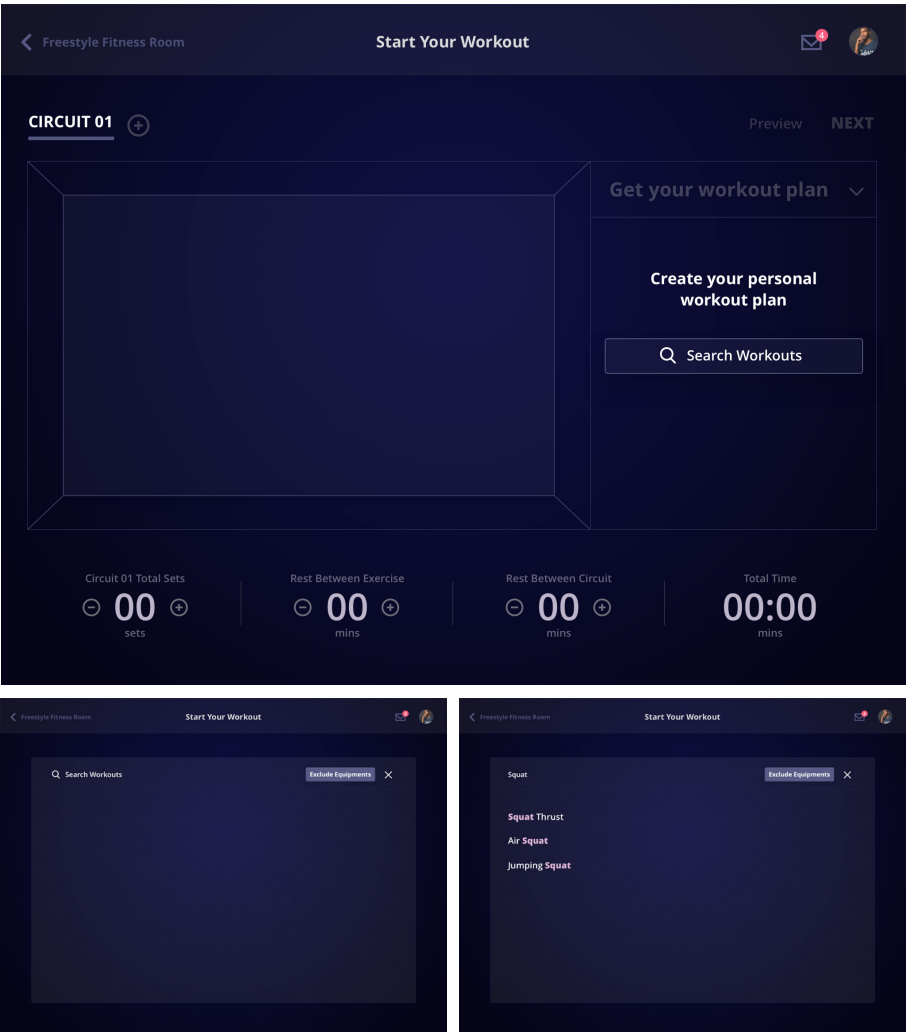 Freestyle Fitness Room
Start Your Workout
4
CIRCUIT 01
Preview
NEXT
Get your workout plan
Create your personal
workout plan
Search Workouts
Circuit 01 Total Sets
00
sets
Rest Between Exercise
00
mins
Rest Between Circuit
00
mins
Total Time
00:00
mins
Freestyle Fitness Room
Start Your Workout
Search Workouts
Exclude Equipments
Freestyle Fitness Room
Start Your Workout
Squat
Exclude Equipments
Squat Thrust
Air Squat
Jumping Squat